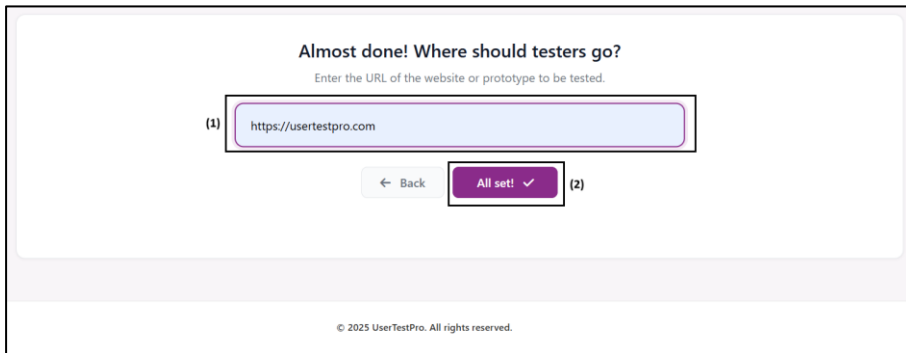 Almost done! Where should testers go?
Enter the URL of the website or prototype to be tested.
(1) https://usertestpro.com
← Back All set! ✓ (2)
© 2025 UserTestPro. All rights reserved.